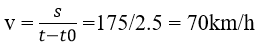 v = s/(t−t0) =175/2.5 = 70km/h